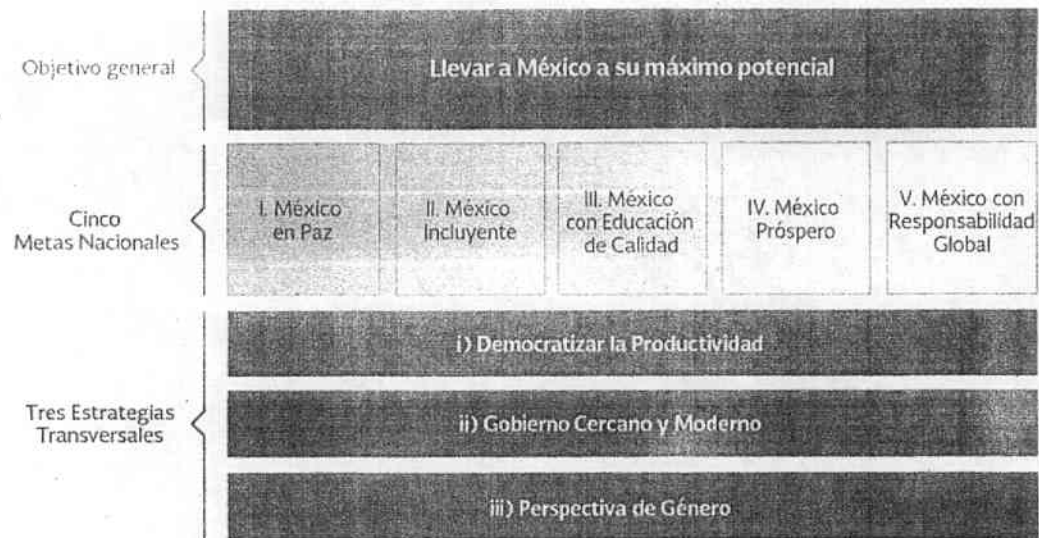 Objetivo general
Llevar a México a su máximo potencial
Cinco
Metas Nacionales
I. México
en Paz
II. México
Incluyente
III. México
con Educación
de Calidad
IV. México
Próspero
V. México con
Responsabilidad
Global
Tres Estrategias
Transversales
i) Democratizar la Productividad
ii) Gobierno Cercano y Moderno
iii) Perspectiva de Género